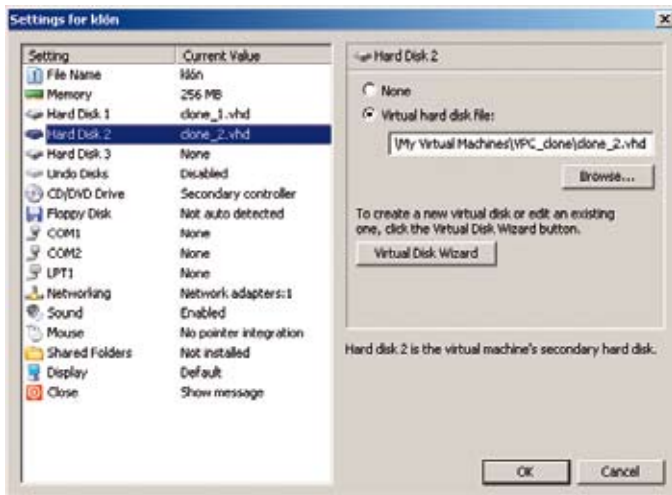 Settings for klón
Setting Current Value
File Name klón
Memory 256 MB
Hard Disk 1 clone_1.vhd
Hard Disk 2 clone_2.vhd
Hard Disk 3 None
Undo Disks Disabled
CD/DVD Drive Secondary controller
Floppy Disk Not auto detected
COM1 None
COM2 None
LPT1 None
Networking Network adapters:1
Sound Enabled
Mouse No pointer integration
Shared Folders Not installed
Display Default
Close Show message
Hard Disk 2
None
Virtual hard disk file:
\My Virtual Machines\VPC_clone\clone_2.vhd
Browse...
To create a new virtual disk or edit an existing
one, click the Virtual Disk Wizard button.
Virtual Disk Wizard
Hard disk 2 is the virtual machine's secondary hard disk.
OK Cancel